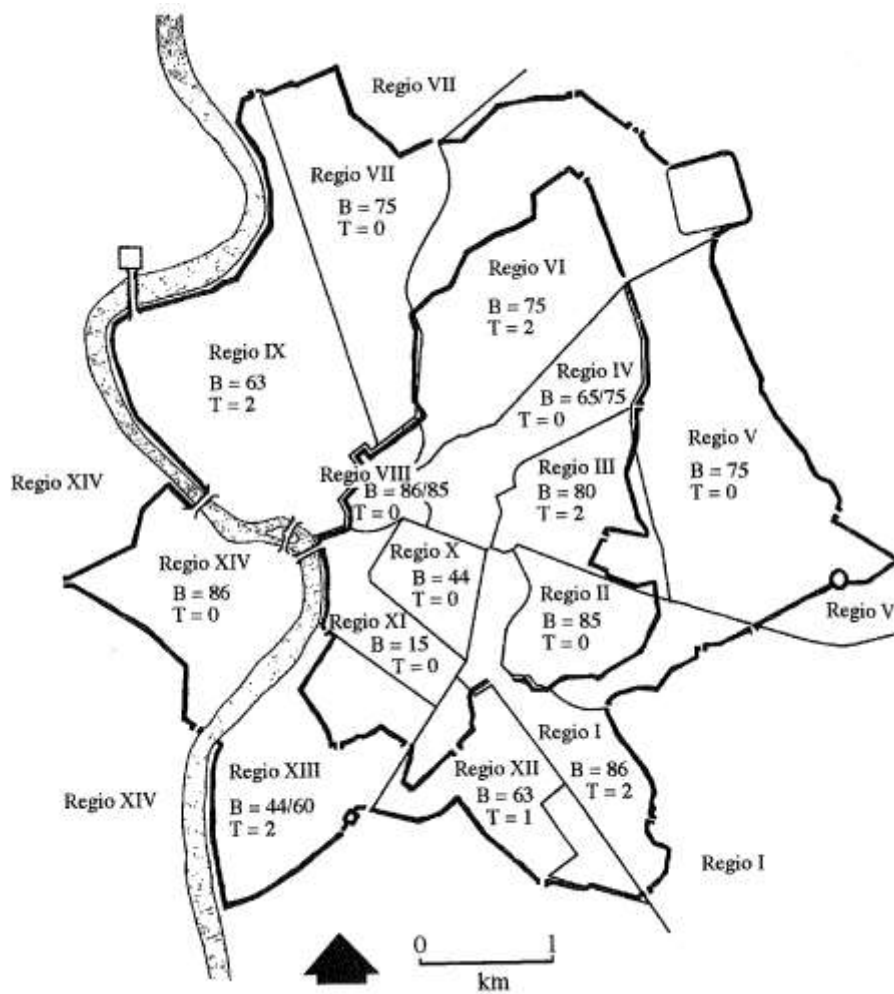 Regio VII
Regio VII
B = 75
T = 0
Regio VI
B = 75
T = 2
Regio IX
B = 63
T = 2
Regio IV
B = 65/75
T = 0
Regio V
B = 75
T = 0
Regio VIII
B = 86/85
T = 0
Regio III
B = 80
T = 2
Regio XIV
Regio XIV
B = 86
T = 0
Regio X
B = 44
T = 0
Regio II
B = 85
T = 0
Regio V
Regio XI
B = 15
T = 0
Regio I
B = 86
T = 2
Regio XII
B = 63
T = 1
Regio XIII
B = 44/60
T = 2
Regio XIV
Regio I
0 1
km